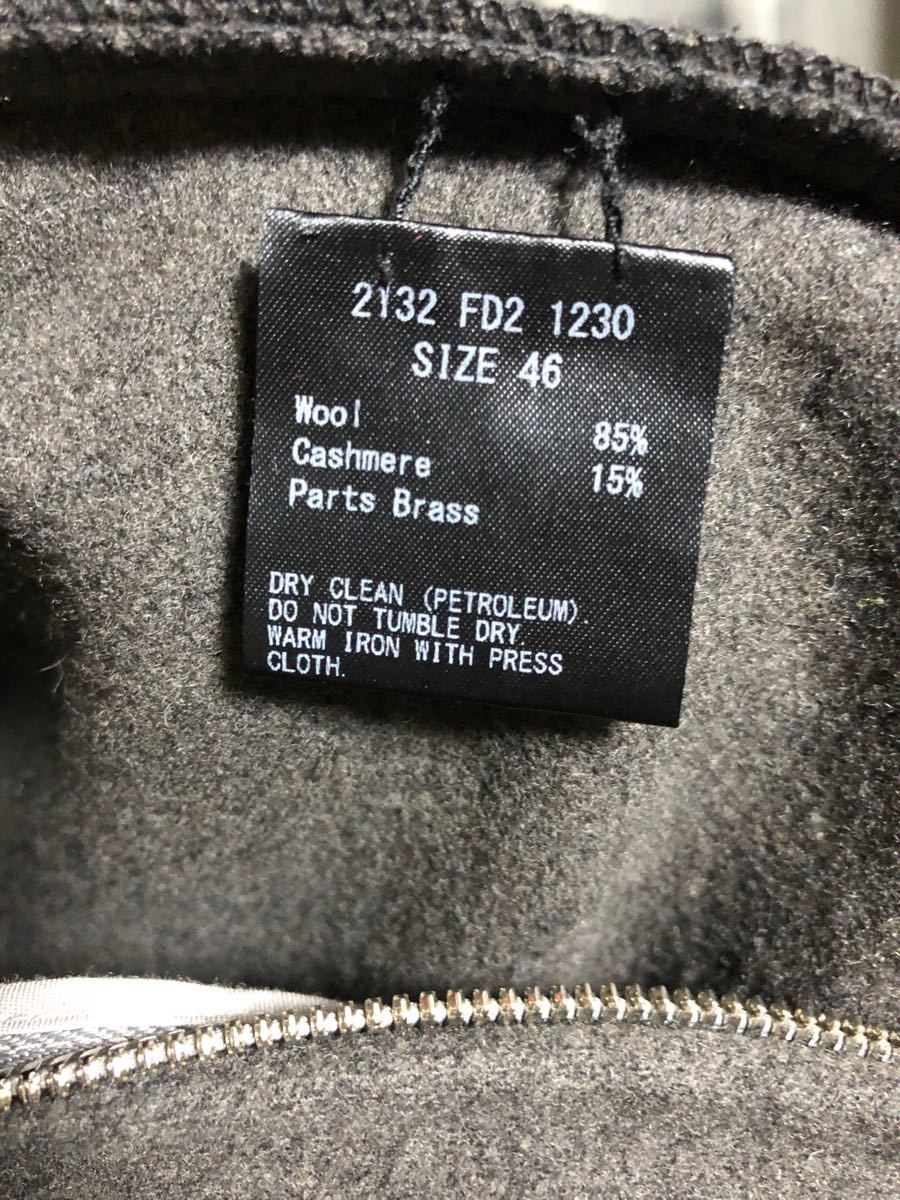 2132 FD2 1230
SIZE 46
Wool 85%
Cashmere 15%
Parts Brass
DRY CLEAN (PETROLEUM).
DO NOT TUMBLE DRY.
WARM IRON WITH PRESS
CLOTH.